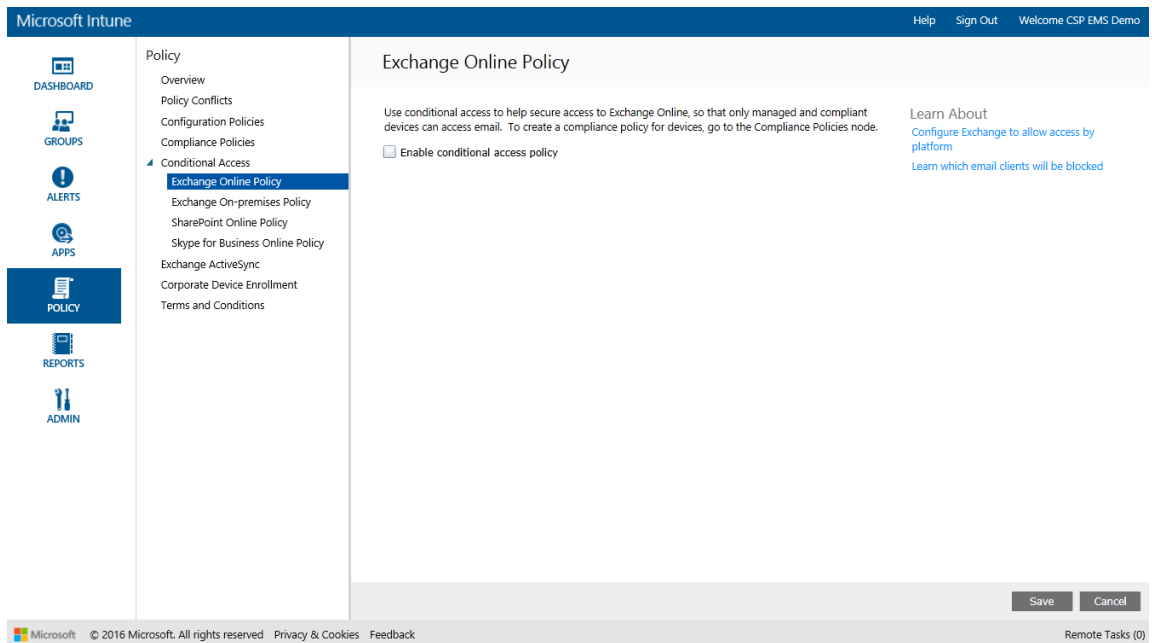 Microsoft Intune
Help Sign Out Welcome CSP EMS Demo
DASHBOARD
GROUPS
ALERTS
APPS
POLICY
REPORTS
ADMIN
Policy
Overview
Policy Conflicts
Configuration Policies
Compliance Policies
Conditional Access
Exchange Online Policy
Exchange On-premises Policy
SharePoint Online Policy
Skype for Business Online Policy
Exchange ActiveSync
Corporate Device Enrollment
Terms and Conditions
Exchange Online Policy
Use conditional access to help secure access to Exchange Online, so that only managed and compliant
devices can access email. To create a compliance policy for devices, go to the Compliance Policies node.
Enable conditional access policy
Learn About
Configure Exchange to allow access by
platform
Learn which email clients will be blocked
Save Cancel
Microsoft © 2016 Microsoft. All rights reserved Privacy & Cookies Feedback Remote Tasks (0)